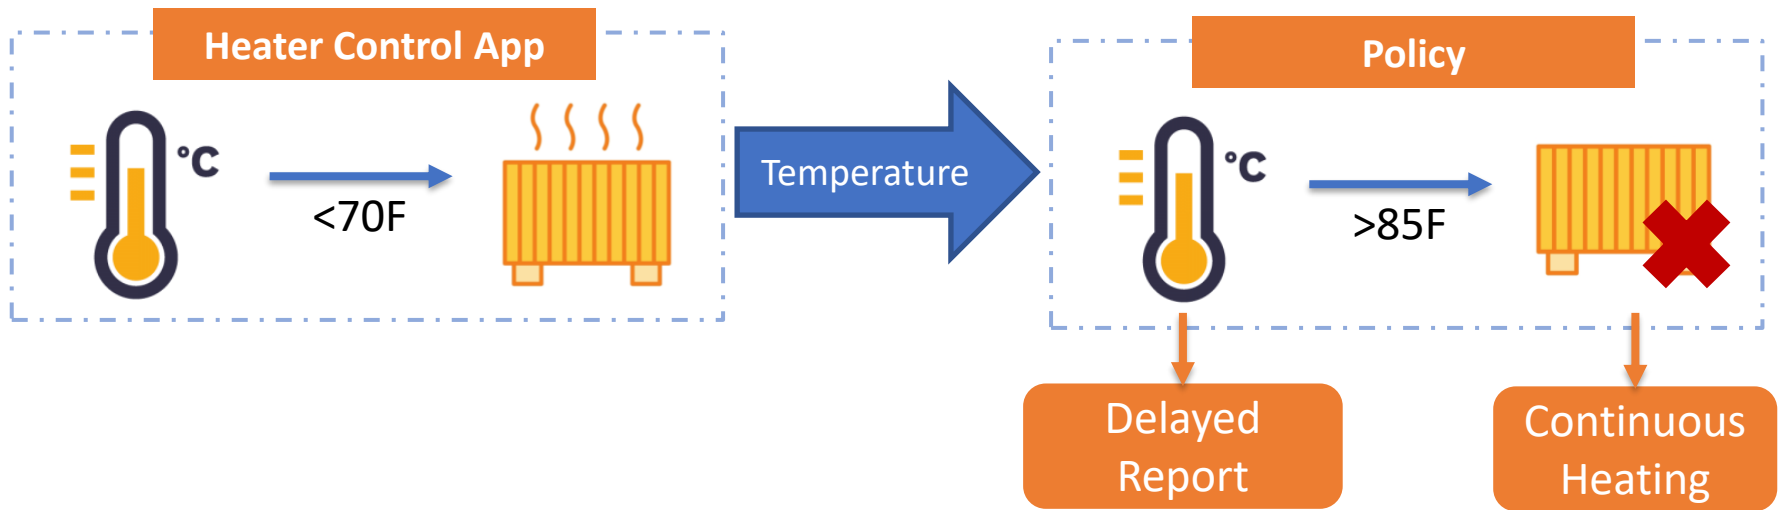 Heater Control App
°C
<70F
Temperature
Policy
°C
>85F
Delayed
Report
Continuous
Heating